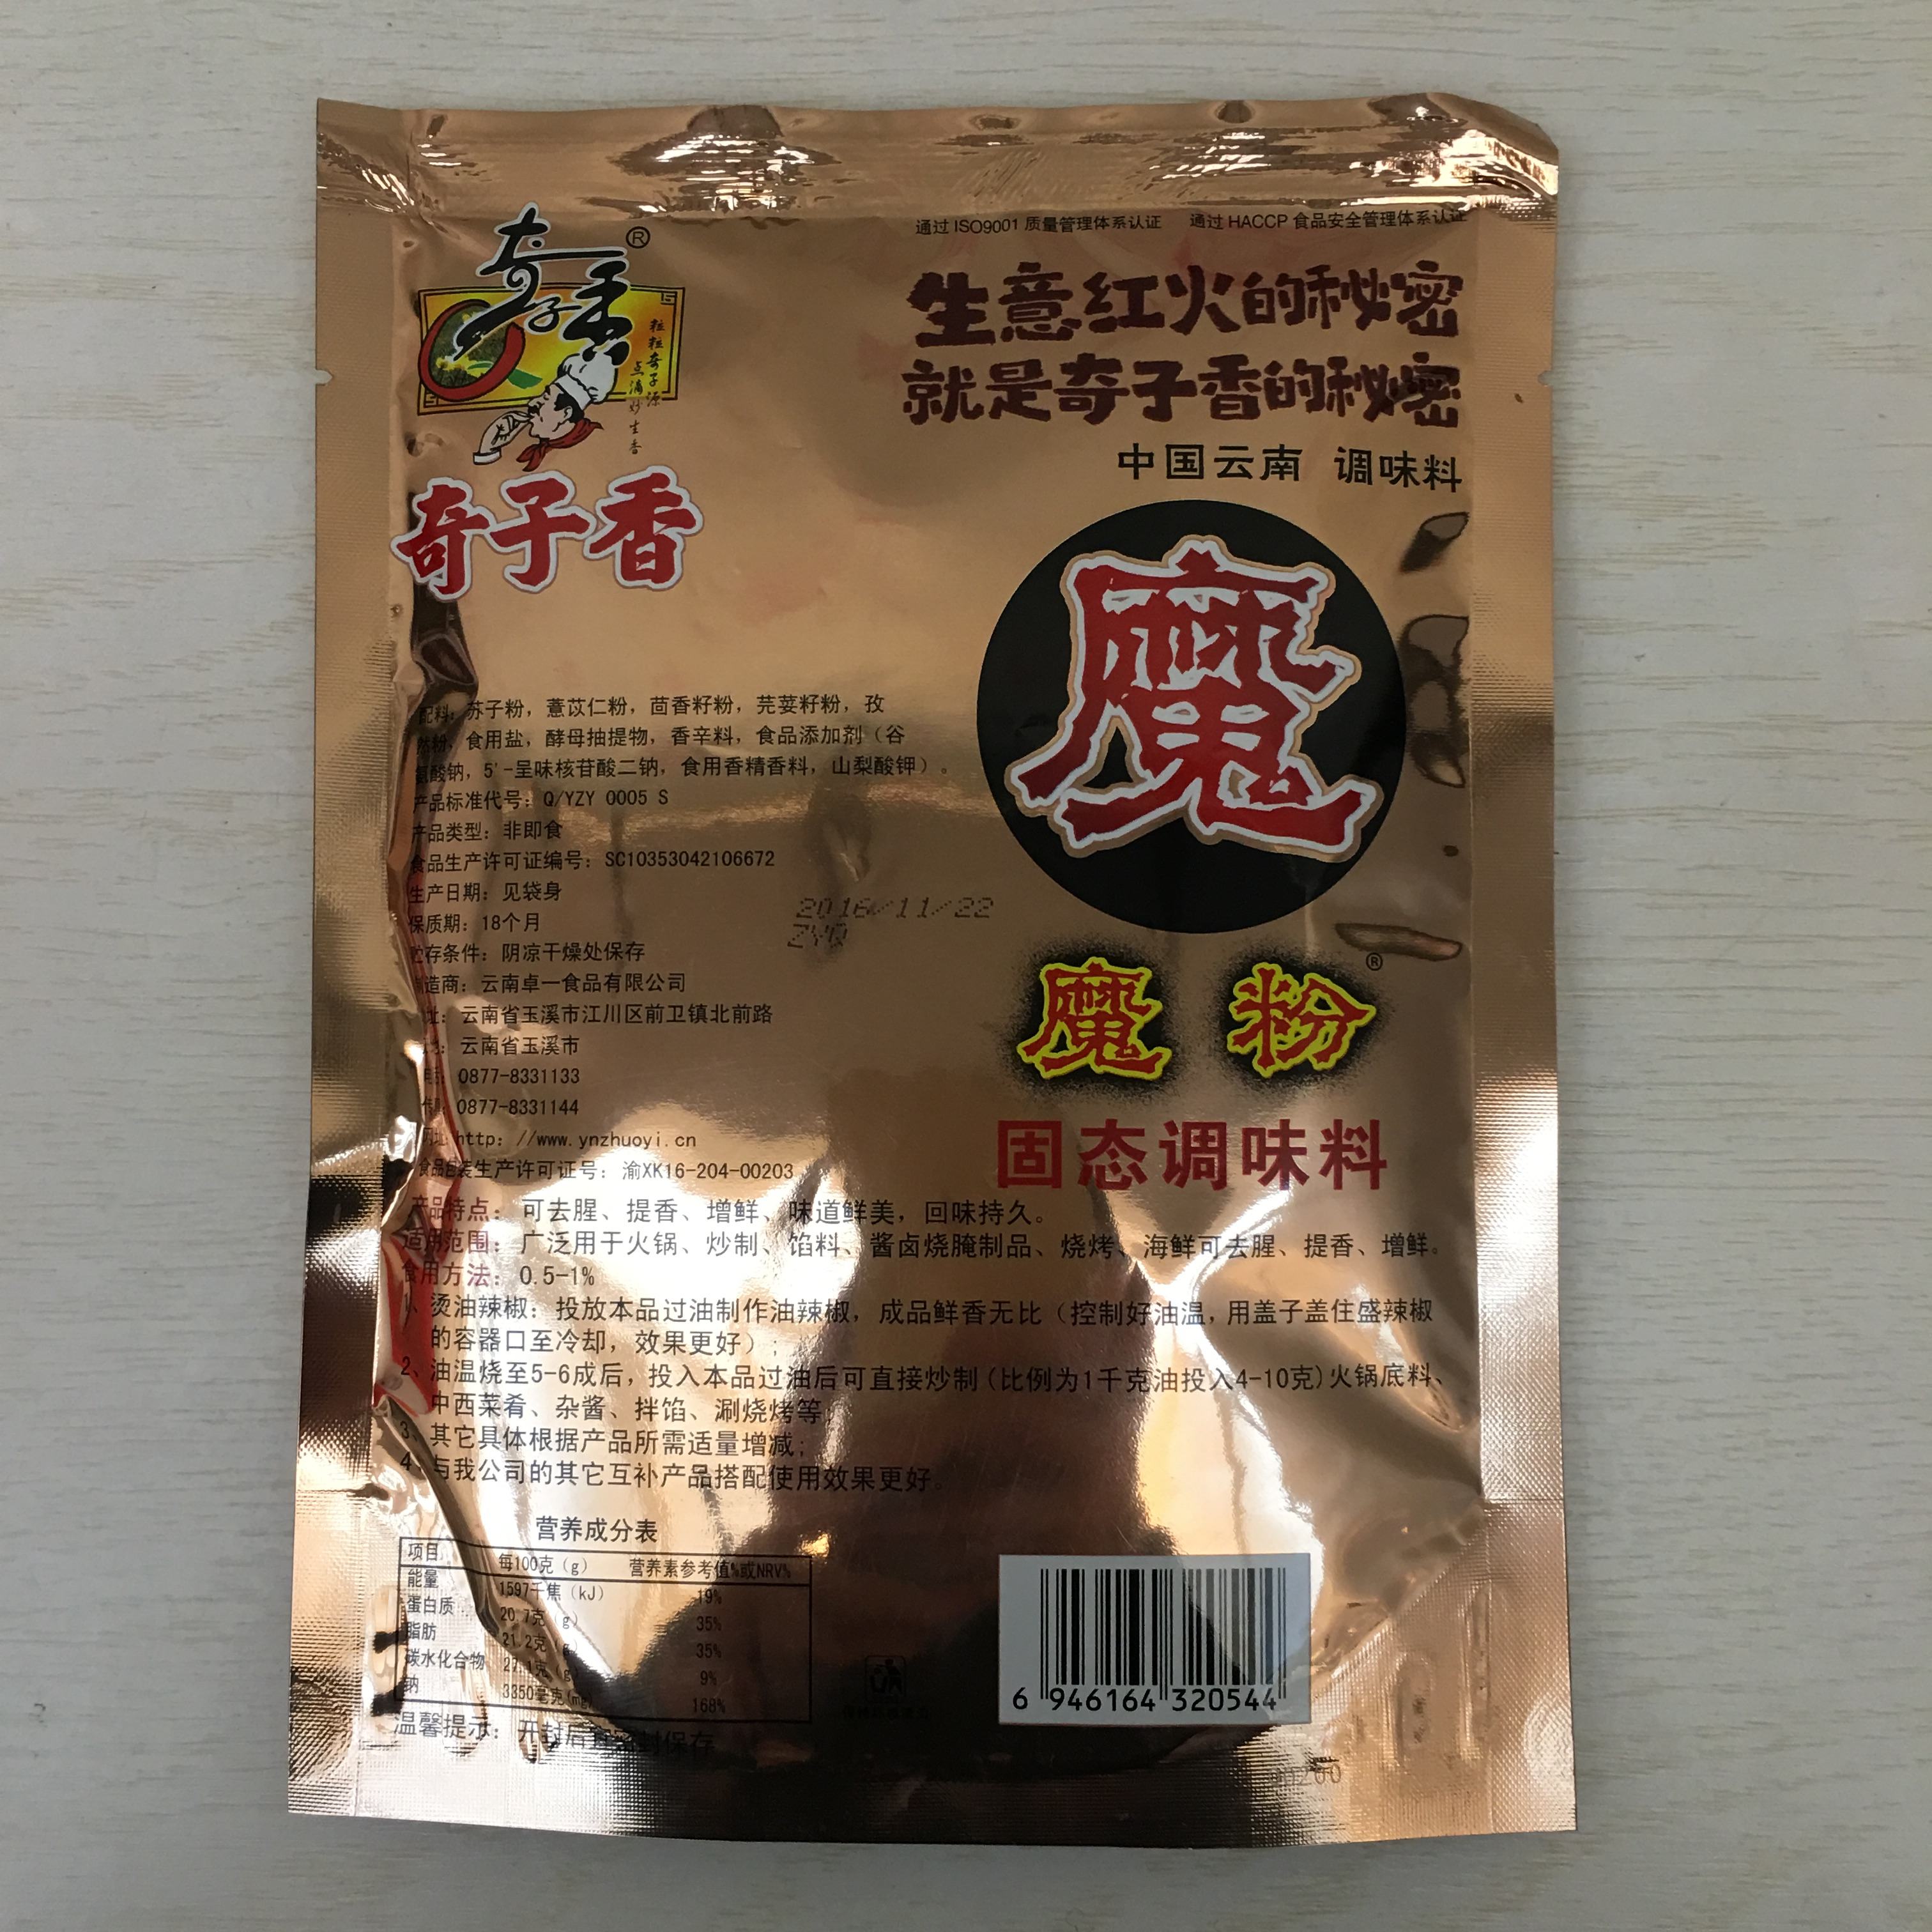 通过ISO9001质量管理体系认证 通过HACCP食品安全管理体系认证
奇子香®
粒粒奇子源
点滴妙生香
奇子香
生意红火的秘密
就是奇子香的秘密
中国云南 调味料
魔
魔粉®
固态调味料
配料：苏子粉，薏苡仁粉，茴香籽粉，芫荽籽粉，孜
然粉，食用盐，酵母抽提物，香辛料，食品添加剂（谷
氨酸钠，5'-呈味核苷酸二钠，食用香精香料，山梨酸钾）。
产品标准代号：Q/YZY 0005 S
产品类型：非即食
食品生产许可证编号：SC10353042106672
生产日期：见袋身
保质期：18个月
2016/11/22
ZYQ
贮存条件：阴凉干燥处保存
制造商：云南卓一食品有限公司
址：云南省玉溪市江川区前卫镇北前路
云南省玉溪市
0877-8331133
0877-8331144
网址http：//www.ynzhuoyi.cn
食品包装生产许可证号：渝XK16-204-00203
产品特点：可去腥、提香、增鲜、味道鲜美，回味持久。
适用范围：广泛用于火锅、炒制、馅料、酱卤烧腌制品、烧烤、海鲜可去腥、提香、增鲜。
食用方法：0.5-1%
1、烫油辣椒：投放本品过油制作油辣椒，成品鲜香无比（控制好油温，用盖子盖住盛辣椒
的容器口至冷却，效果更好）；
2、油温烧至5-6成后，投入本品过油后可直接炒制(比例为1千克油投入4-10克)火锅底料、
中西菜肴、杂酱、拌馅、涮烧烤等
3、其它具体根据产品所需适量增减；
4、与我公司的其它互补产品搭配使用效果更好。
营养成分表
项目 每100克（g） 营养素参考值%或NRV%
能量 1597千焦（kJ） 19%
蛋白质 20.7克（g） 35%
脂肪 21.2克（g） 35%
碳水化合物 27.1克（g） 9%
钠 3350毫克(mg) 168%
温馨提示：开封后宜密封保存
6 946164 320544